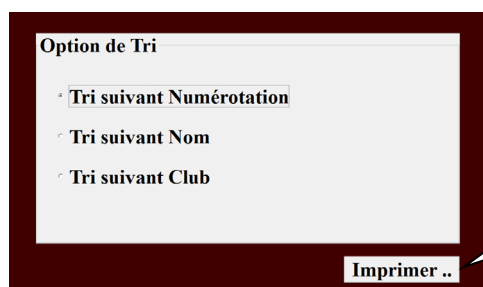 Option de Tri
Tri suivant Numérotation
Tri suivant Nom
Tri suivant Club
Imprimer ..